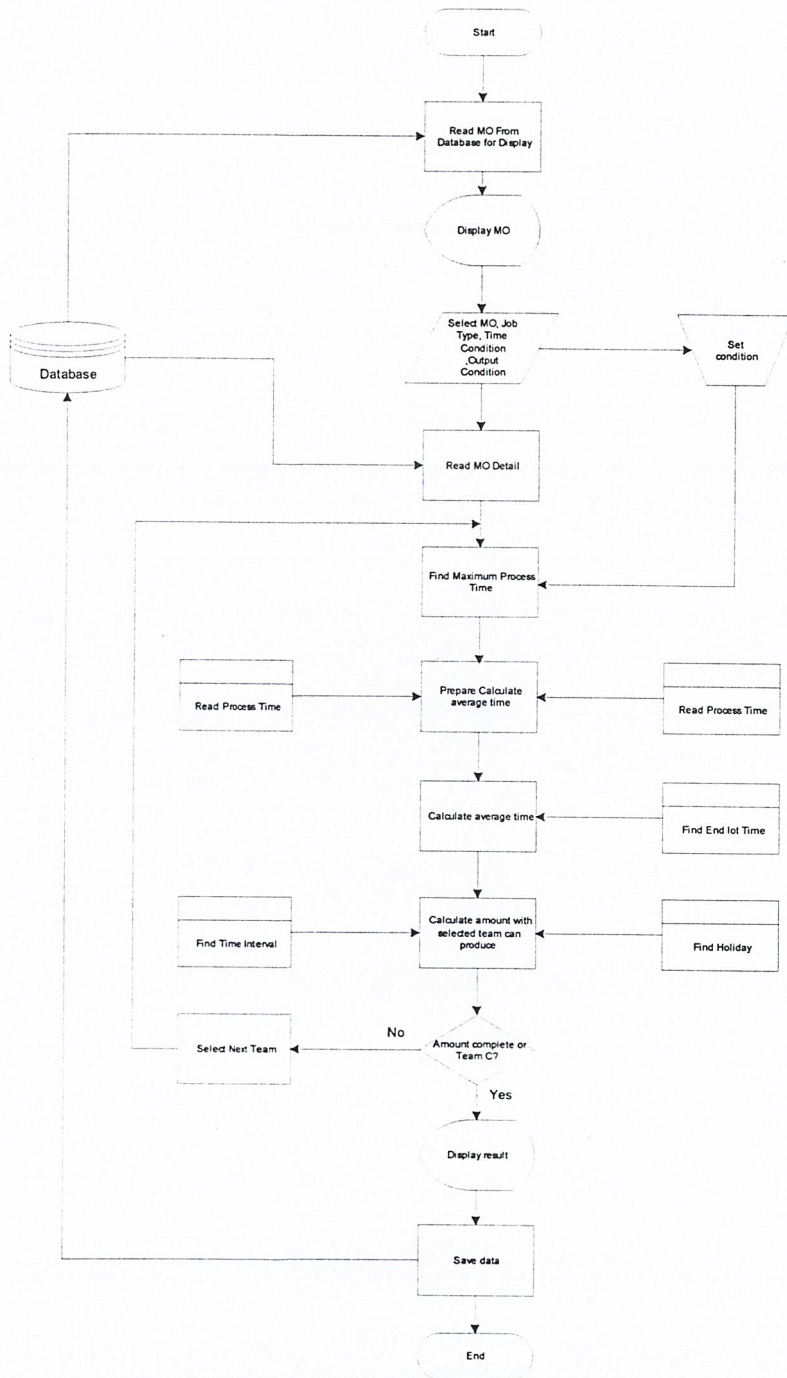 Start
Read MO From
Database for Display
Display MO
Select MO, Job
Type, Time
Condition
,Output
Condition
Set
condition
Database
Read MO Detail
Find Maximum Process
Time
Read Process Time
Prepare Calculate
average time
Read Process Time
Calculate average time
Find End lot Time
Find Time Interval
Calculate amount with
selected team can
produce
Find Holiday
Select Next Team
No
Amount complete or
Team C?
Yes
Display result
Save data
End